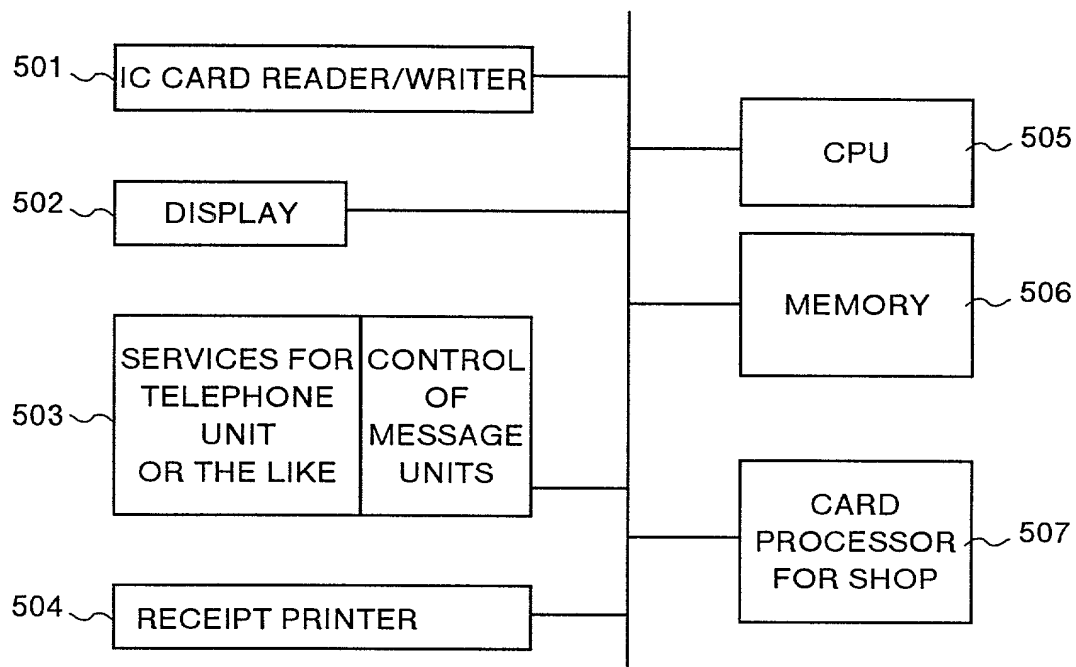 501
IC CARD READER/WRITER
502
DISPLAY
503
SERVICES FOR
TELEPHONE
UNIT
OR THE LIKE
CONTROL
OF
MESSAGE
UNITS
504
RECEIPT PRINTER
CPU
505
MEMORY
506
CARD
PROCESSOR
FOR SHOP
507